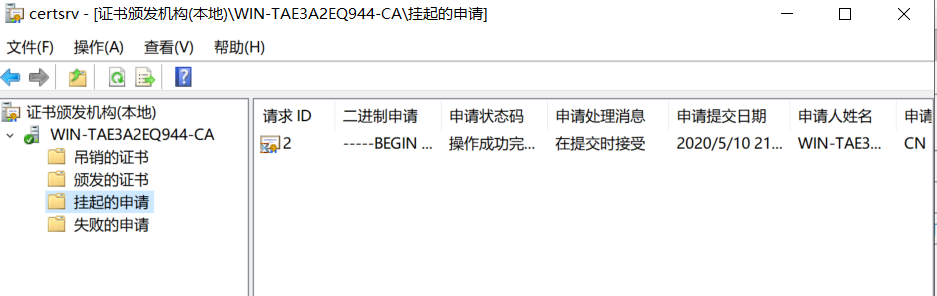 certsrv - [证书颁发机构(本地)\WIN-TAE3A2EQ944-CA\挂起的申请]
文件(F) 操作(A) 查看(V) 帮助(H)
证书颁发机构(本地)
WIN-TAE3A2EQ944-CA
吊销的证书
颁发的证书
挂起的申请
失败的申请
请求 ID 二进制申请 申请状态码 申请处理消息 申请提交日期 申请人姓名 申请
2 -----BEGIN ... 操作成功完... 在提交时接受 2020/5/10 21... WIN-TAE3... CN